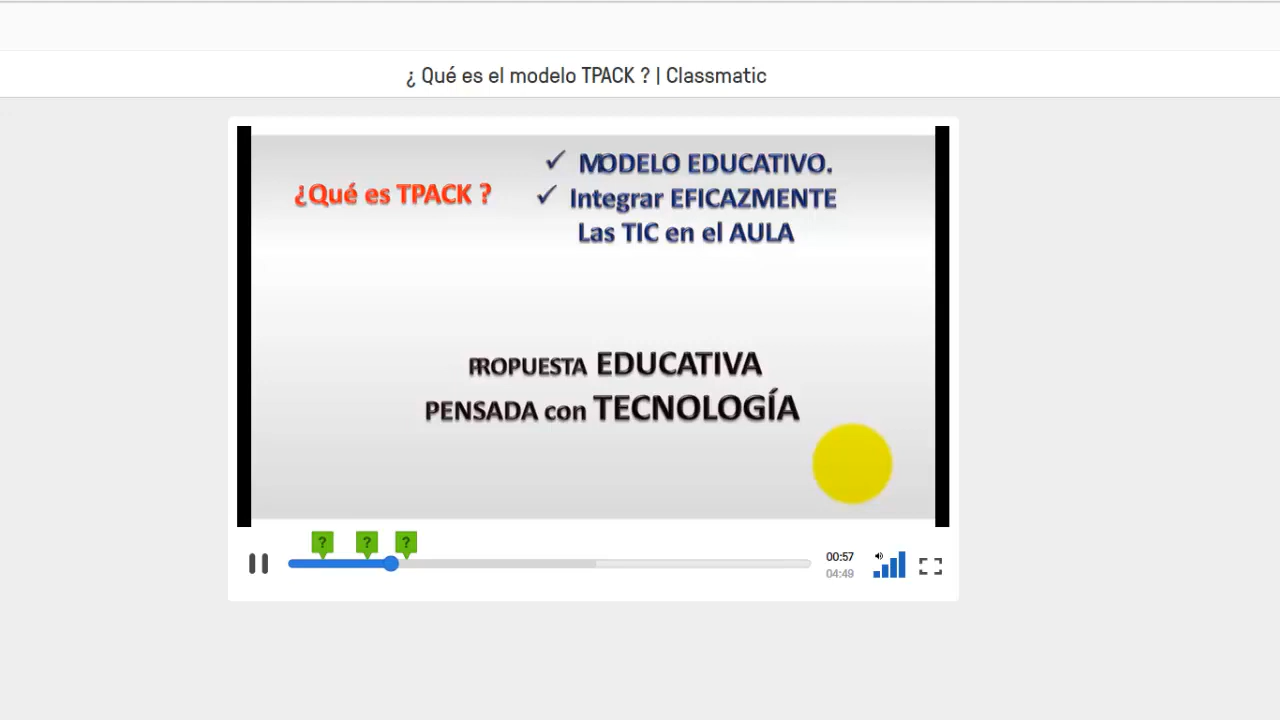 ¿ Qué es el modelo TPACK ? | Classmatic
¿Qué es TPACK ?
✓ MODELO EDUCATIVO.
✓ Integrar EFICAZMENTE
Las TIC en el AULA
PROPUESTA EDUCATIVA
PENSADA con TECNOLOGÍA
? ? ?
00:57
04:49